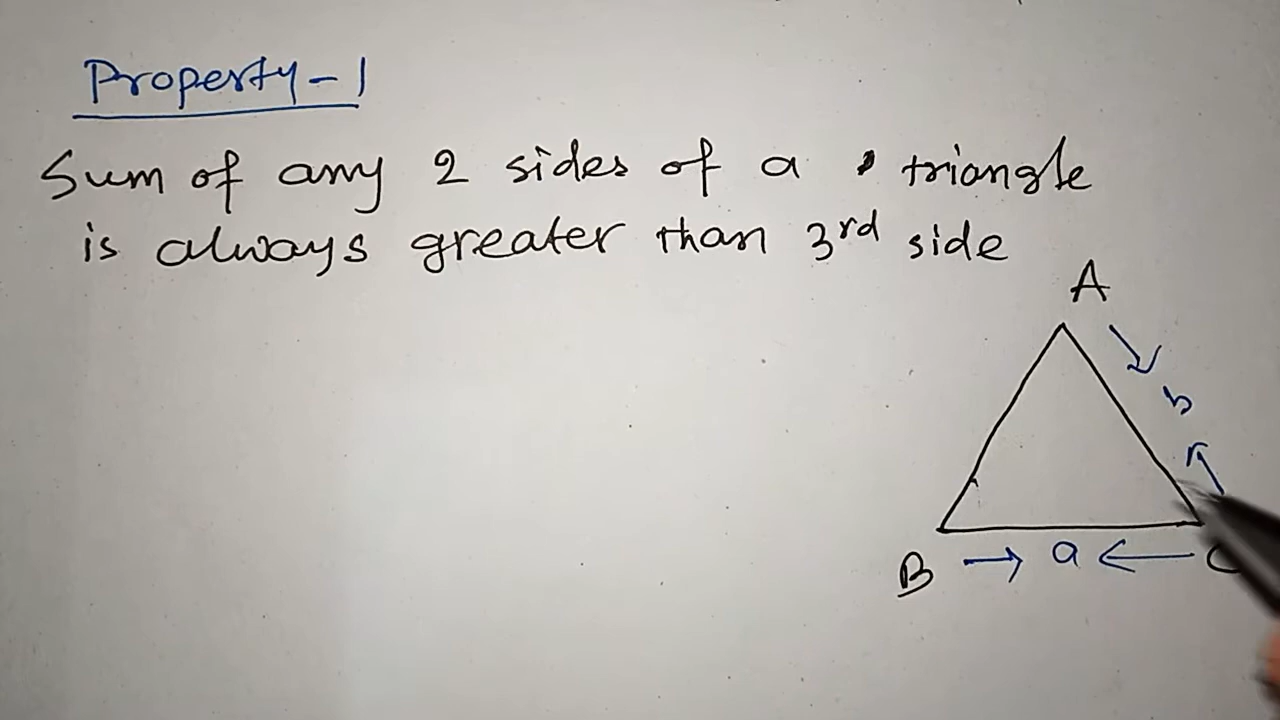 Property-1
Sum of any 2 sides of a triangle
is always greater than 3rd side
A
b
B → a ← C